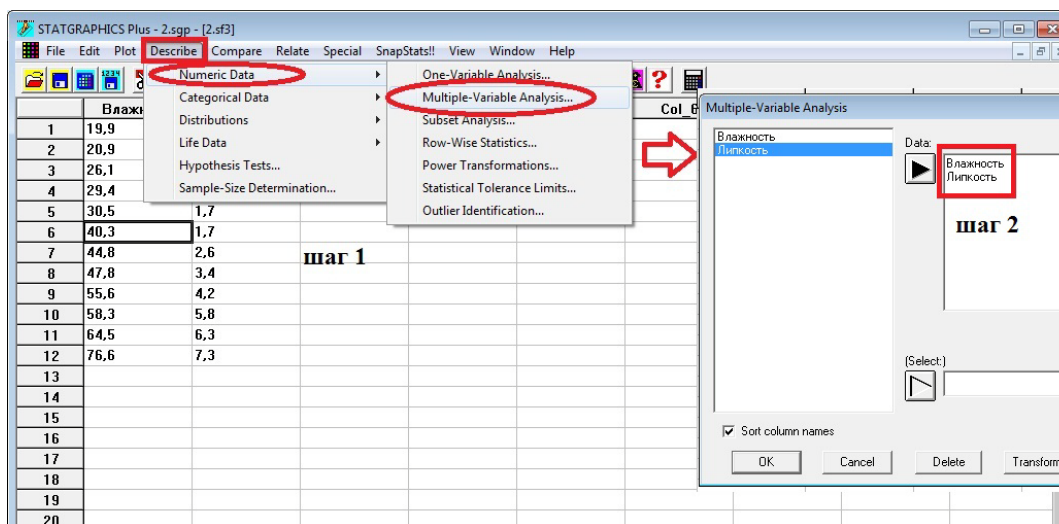 STATGRAPHICS Plus - 2.sgp - [2.sf3]
File Edit Plot Describe Compare Relate Special SnapStats!! View Window Help
Numeric Data
Categorical Data
Distributions
Life Data
Hypothesis Tests...
Sample-Size Determination...
One-Variable Analysis...
Multiple-Variable Analysis...
Subset Analysis...
Row-Wise Statistics...
Power Transformations...
Statistical Tolerance Limits...
Outlier Identification...
1 19,9
2 20,9
3 26,1
4 29,4
5 30,5 1,7
6 40,3 1,7
7 44,8 2,6
8 47,8 3,4
9 55,6 4,2
10 58,3 5,8
11 64,5 6,3
12 76,6 7,3
13
14
15
16
17
18
19
20
шаг 1
Multiple-Variable Analysis
Влажность
Липкость
Data:
Влажность
Липкость
шаг 2
(Select:)
Sort column names
OK Cancel Delete